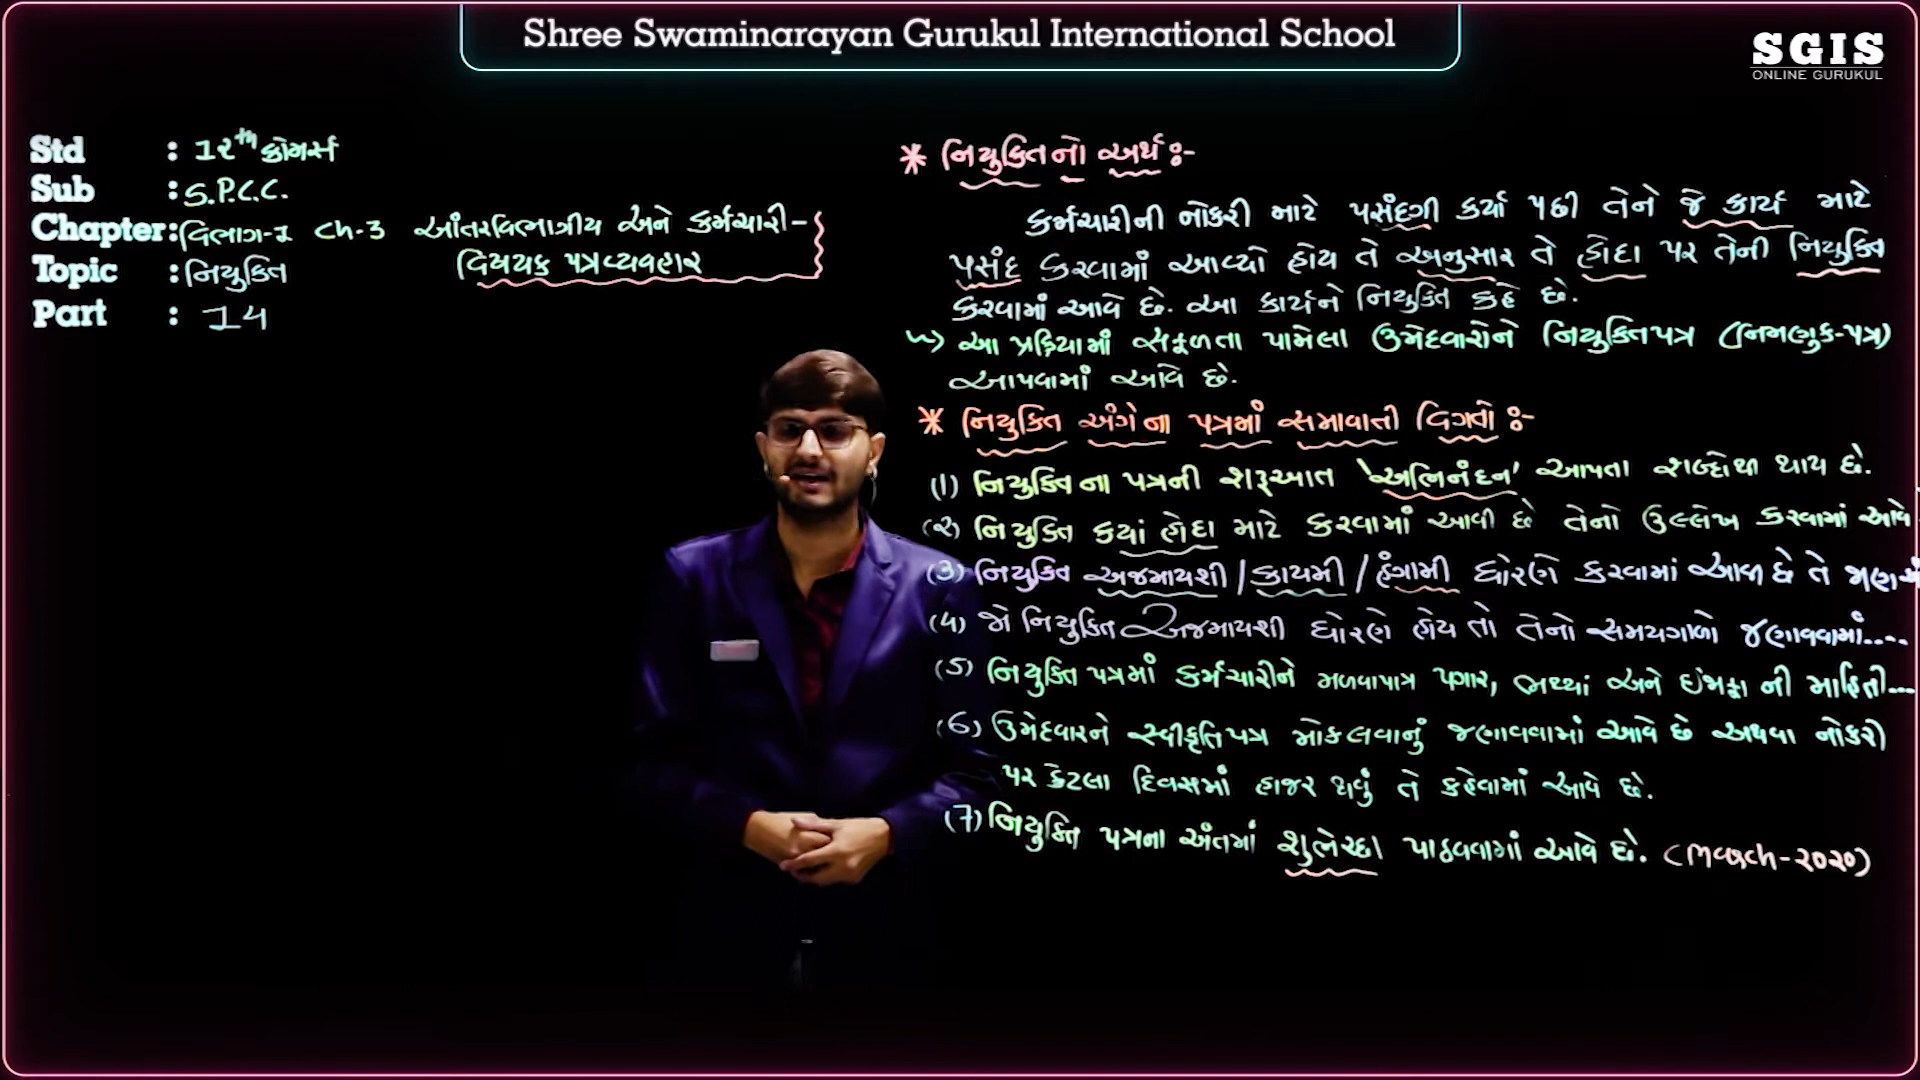 Shree Swaminarayan Gurukul International School
SGIS
ONLINE GURUKUL
Std : 12th કોમર્સ
Sub : S.P.C.C.
Chapter : વિભાગ-1 Ch-3 આંતરવિભાગીય અને કર્મચારી-
વિષયક પત્રવ્યવહાર
Topic : નિયુક્તિ
Part : 14
* નિયુક્તિનો અર્થ :-
કર્મચારીની નોકરી માટે પસંદગી કર્યા પછી તેને જે કાર્ય માટે
પસંદ કરવામાં આવ્યો હોય તે અનુસાર તે હોદા પર તેની નિયુક્તિ
કરવામાં આવે છે. આ કાર્યને નિયુક્તિ કહે છે.
આ પ્રક્રિયામાં સફળતા પામેલા ઉમેદવારોને નિયુક્તિપત્ર (નિમણુક-પત્ર)
આપવામાં આવે છે.
* નિયુક્તિ અંગેના પત્રમાં સમાવાતી વિગતો :-
(1) નિયુક્તિના પત્રની શરૂઆત 'અભિનંદન' આપતા શબ્દોથી થાય છે.
(૨) નિયુક્તિ કયાં હોદા માટે કરવામાં આવી છે તેનો ઉલ્લેખ કરવામાં આવે
(3) નિયુક્તિ અજમાયશી / કાયમી / હંગામી ધોરણે કરવામાં આવી છે તે
(4) જો નિયુક્તિ અજમાયશી ધોરણે હોય તો તેનો સમયગાળો જણાવવામાં....
(5) નિયુક્તિ પત્રમાં કર્મચારીને મળવાપાત્ર પગાર, ભથ્થાં અને ઇજાફા ની માહિતી...
(6) ઉમેદવારને સ્વીકૃતિપત્ર મોકલવાનું જણાવવામાં આવે છે અથવા નોકરી
પર કેટલા દિવસમાં હાજર થવું તે કહેવામાં આવે છે.
(7) નિયુક્તિ પત્રના અંતમાં શુભેચ્છા પાઠવવામાં આવે છે. (March-૨૦૨૦)